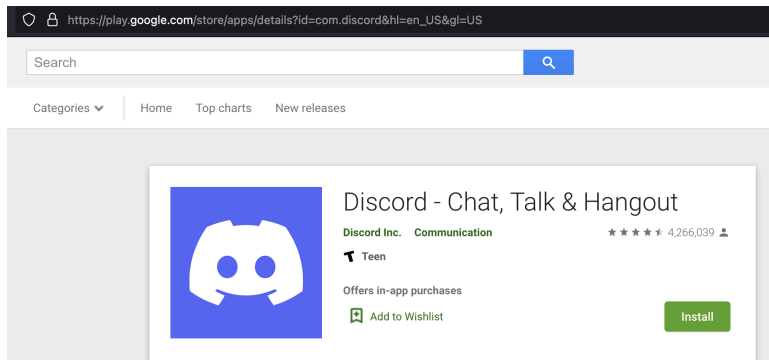 https://play.google.com/store/apps/details?id=com.discord&hl=en_US&gl=US
Search
Categories Home Top charts New releases
Discord - Chat, Talk & Hangout
Discord Inc. Communication 4,266,039
Teen
Offers in-app purchases
Add to Wishlist Install